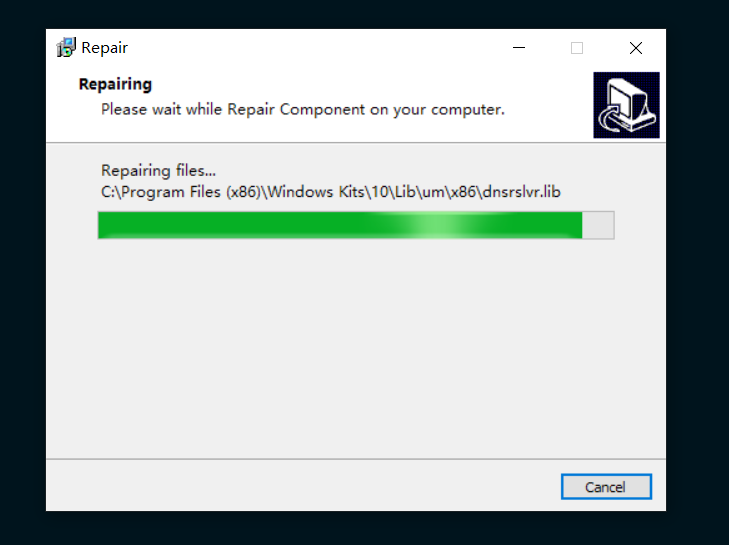 Repair
Repairing
Please wait while Repair Component on your computer.
Repairing files...
C:\Program Files (x86)\Windows Kits\10\Lib\um\x86\dnsrslvr.lib
Cancel